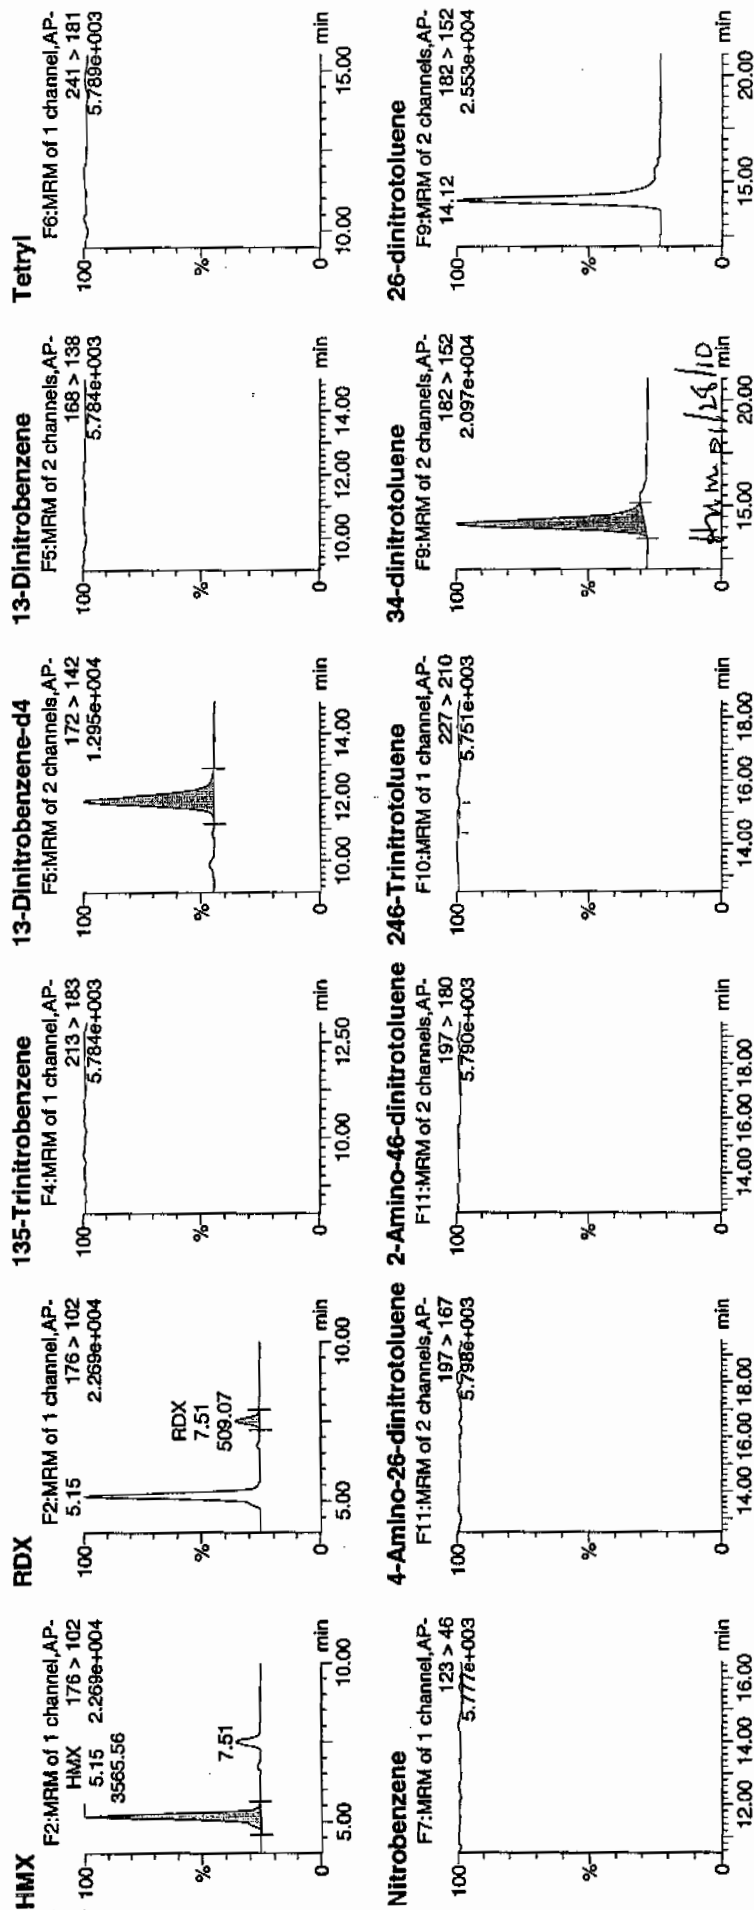 HMX
F2:MRM of 1 channel,AP-
HMX 176 > 102
5.15 2.269e+004
3565.56
7.51
100
%
0
5.00 10.00 min
RDX
F2:MRM of 1 channel,AP-
5.15 176 > 102
2.269e+004
RDX
7.51
509.07
100
%
0
5.00 10.00 min
135-Trinitrobenzene
F4:MRM of 1 channel,AP-
213 > 183
5.784e+003
100
%
0
10.00 12.50 min
13-Dinitrobenzene-d4
F5:MRM of 2 channels,AP-
172 > 142
1.295e+004
100
%
0
10.00 12.00 14.00 min
13-Dinitrobenzene
F5:MRM of 2 channels,AP-
168 > 138
5.784e+003
100
%
0
10.00 12.00 14.00 min
Tetryl
F6:MRM of 1 channel,AP-
241 > 181
5.789e+003
100
%
0
10.00 15.00 min
Nitrobenzene
F7:MRM of 1 channel,AP-
123 > 46
5.777e+003
100
%
0
12.00 14.00 16.00 min
4-Amino-26-dinitrotoluene
F11:MRM of 2 channels,AP-
197 > 167
5.798e+003
100
%
0
14.00 16.00 18.00 min
2-Amino-46-dinitrotoluene
F11:MRM of 2 channels,AP-
197 > 180
5.790e+003
100
%
0
14.00 16.00 18.00 min
246-Trinitrotoluene
F10:MRM of 1 channel,AP-
227 > 210
5.751e+003
100
%
0
14.00 16.00 18.00 min
34-dinitrotoluene
F9:MRM of 2 channels,AP-
182 > 152
2.097e+004
100
%
0
15.00 20.00 min
26-dinitrotoluene
F9:MRM of 2 channels,AP-
14.12 182 > 152
2.553e+004
100
%
0
15.00 20.00 min